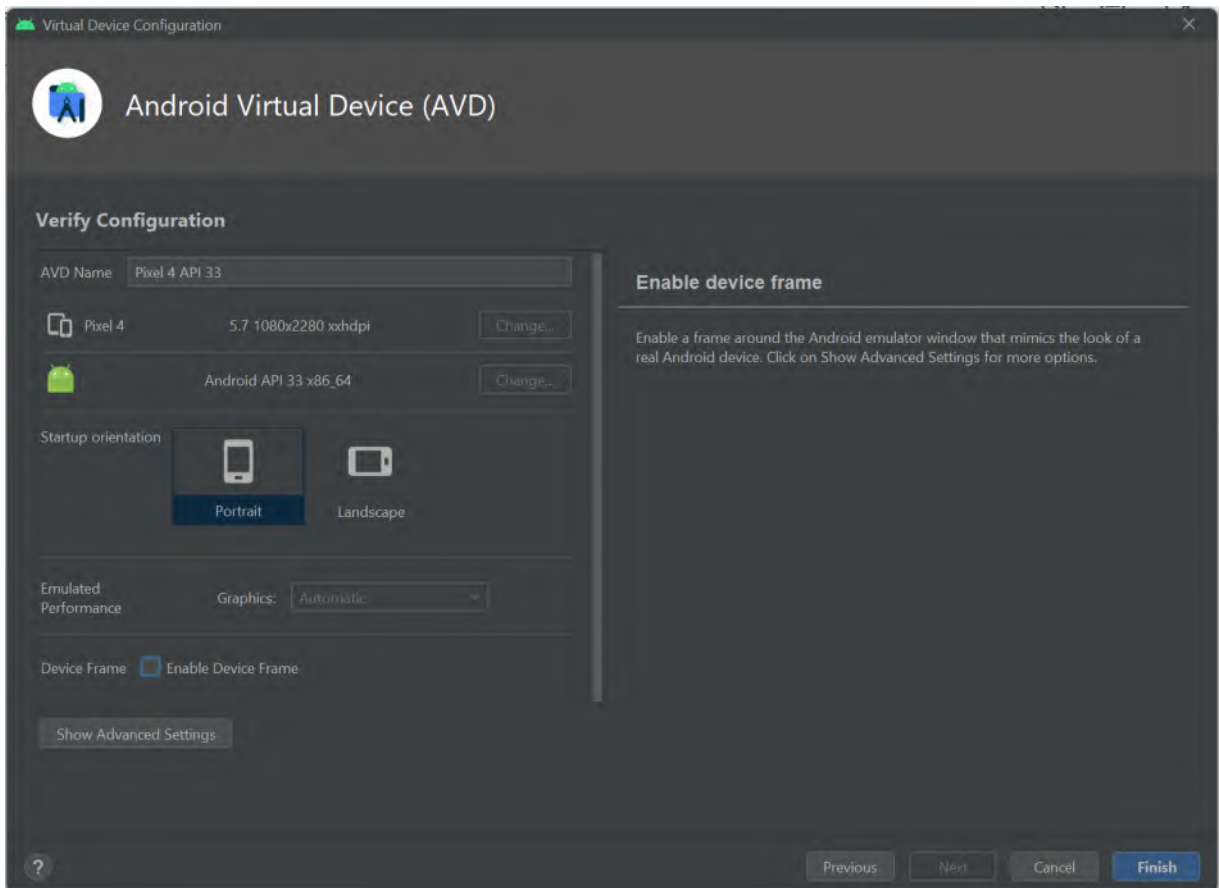 Virtual Device Configuration
Android Virtual Device (AVD)
Verify Configuration
AVD Name Pixel 4 API 33
Pixel 4 5.7 1080x2280 xxhdpi Change...
Android API 33 x86_64 Change...
Startup orientation
Portrait
Landscape
Emulated
Performance
Graphics: Automatic
Device Frame Enable Device Frame
Show Advanced Settings
Enable device frame
Enable a frame around the Android emulator window that mimics the look of a
real Android device. Click on Show Advanced Settings for more options.
?
Previous Next Cancel Finish